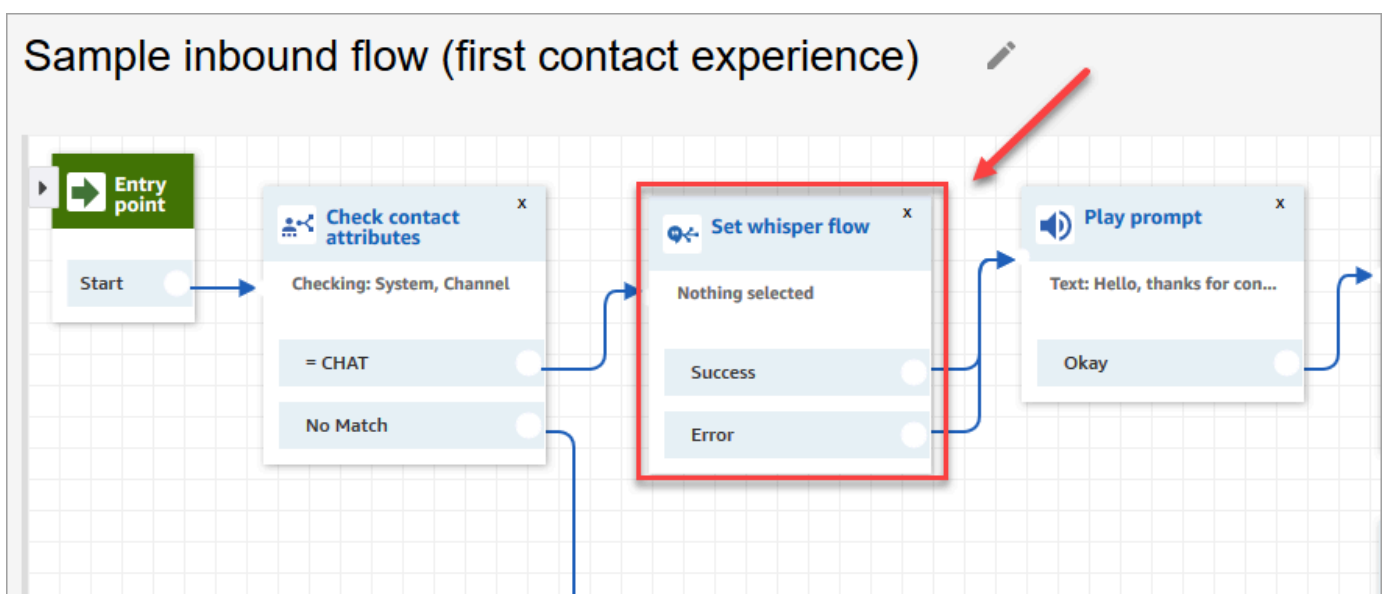 Sample inbound flow (first contact experience)
Entry
point
Start
Check contact
attributes
x
Checking: System, Channel
= CHAT
No Match
Set whisper flow
x
Nothing selected
Success
Error
Play prompt
x
Text: Hello, thanks for con...
Okay